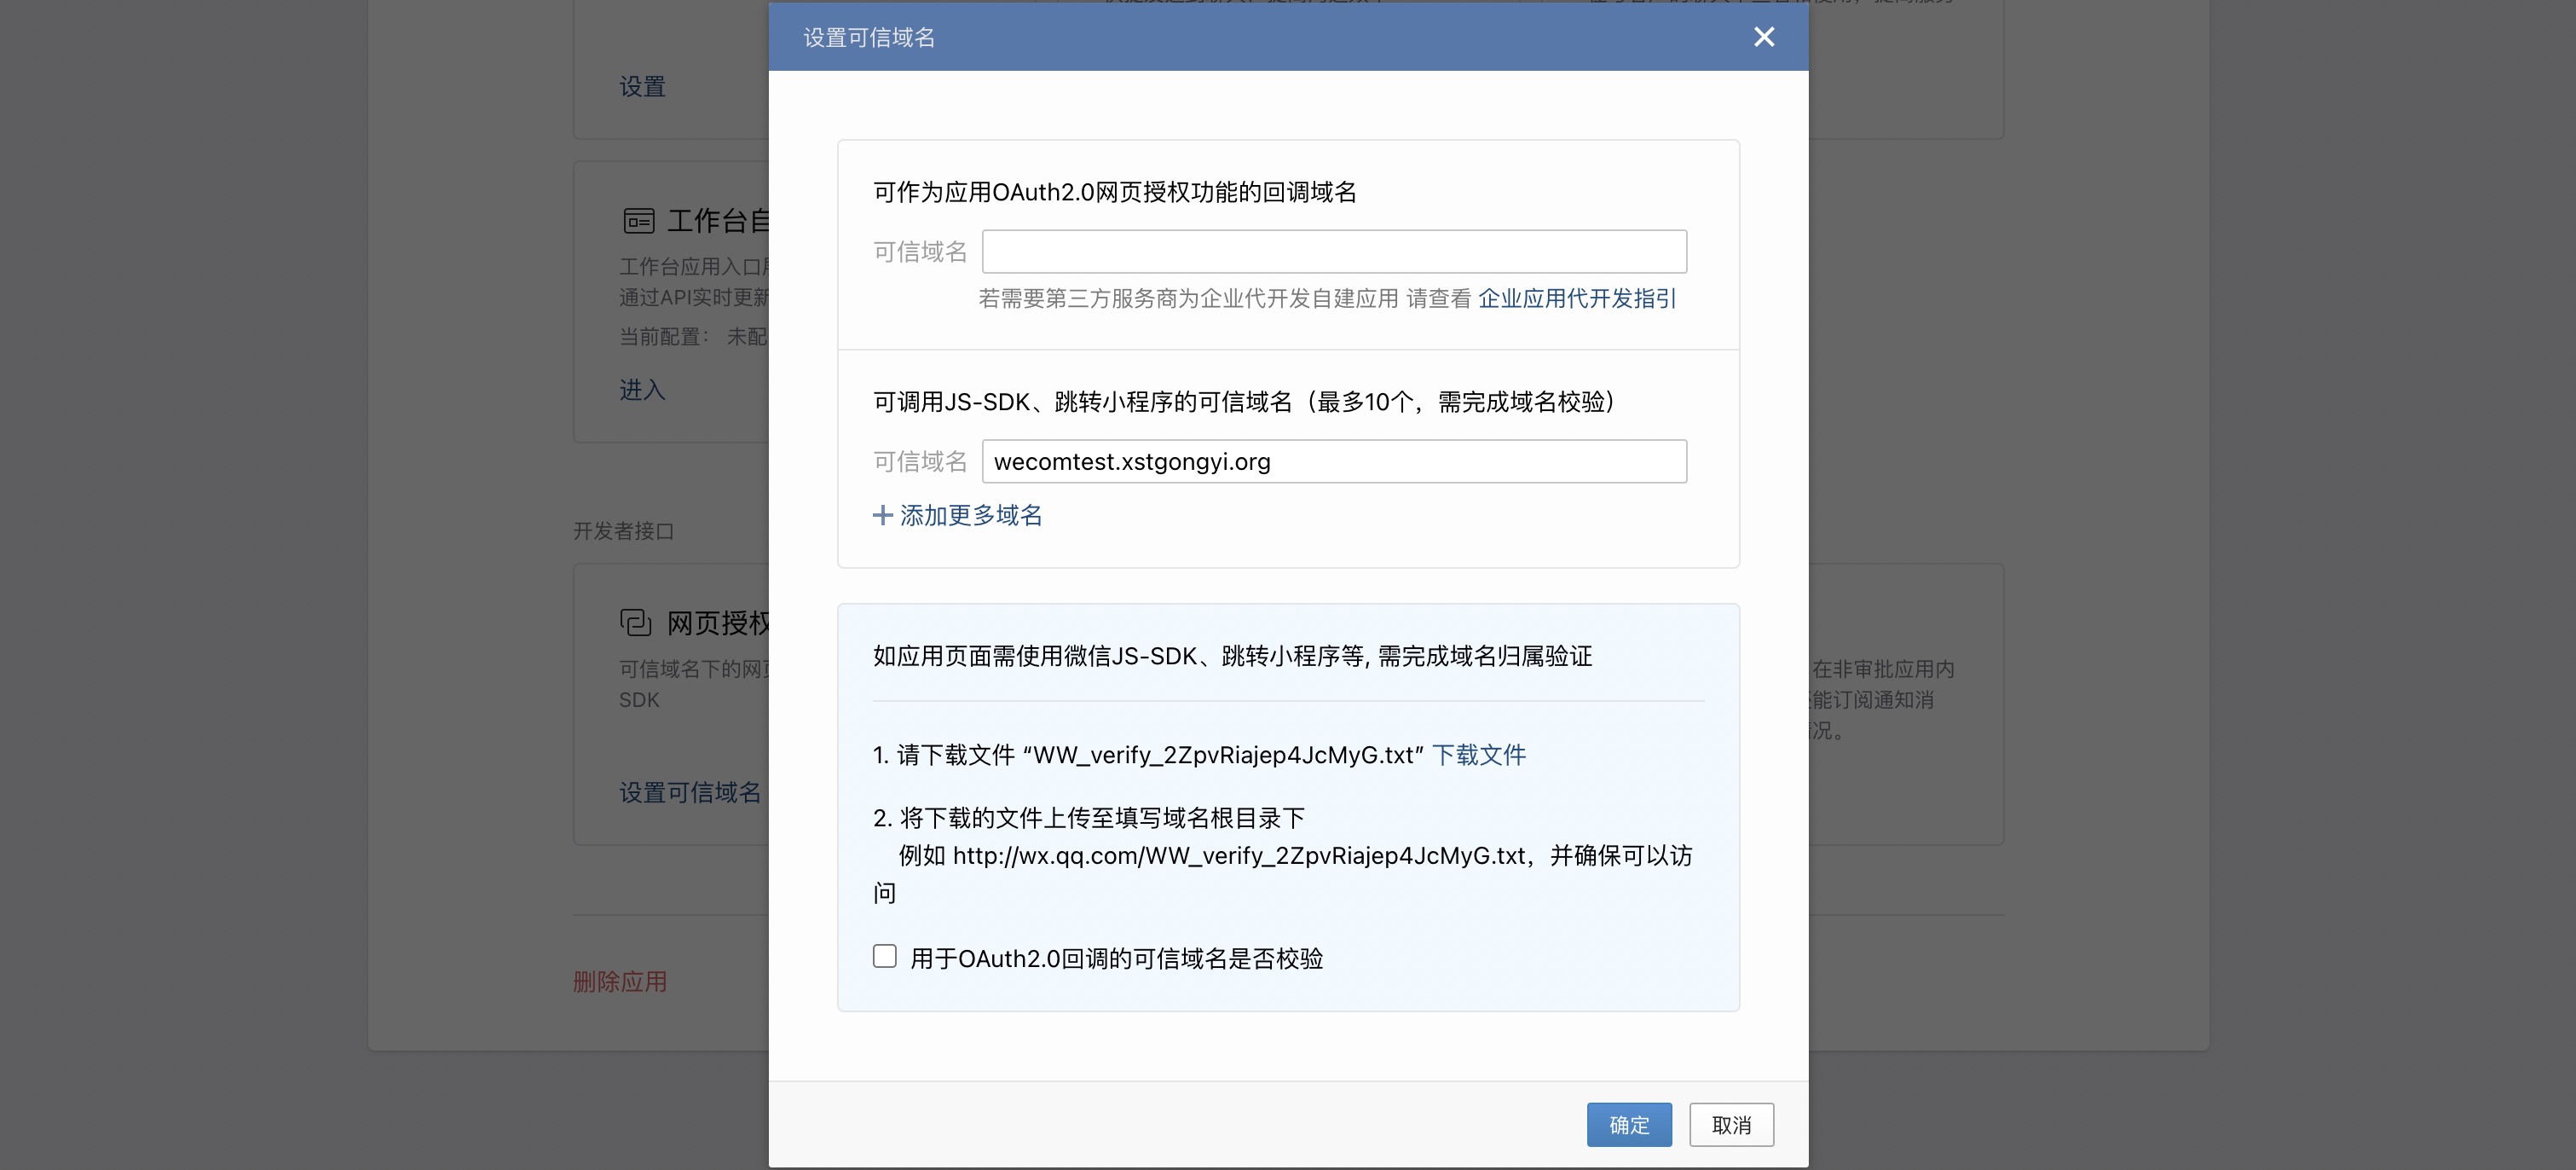 设置可信域名
设置
可作为应用OAuth2.0网页授权功能的回调域名
可信域名
若需要第三方服务商为企业代开发自建应用 请查看 企业应用代开发指引
工作台自
工作台应用入口
通过API实时更新
当前配置： 未配
进入
可调用JS-SDK、跳转小程序的可信域名（最多10个，需完成域名校验）
可信域名 wecomtest.xstgongyi.org
添加更多域名
开发者接口
网页授权
可信域名下的网
SDK
设置可信域名
如应用页面需使用微信JS-SDK、跳转小程序等, 需完成域名归属验证
1. 请下载文件 “WW_verify_2ZpvRiajep4JcMyG.txt” 下载文件
2. 将下载的文件上传至填写域名根目录下
例如 http://wx.qq.com/WW_verify_2ZpvRiajep4JcMyG.txt，并确保可以访
问
用于OAuth2.0回调的可信域名是否校验
在非审批应用内
能订阅通知消
况。
删除应用
确定
取消